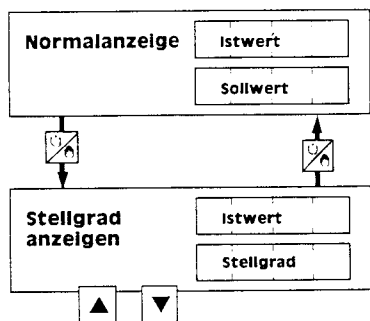 Normalanzeige
Istwert
Sollwert
Stellgrad
anzeigen
Istwert
Stellgrad